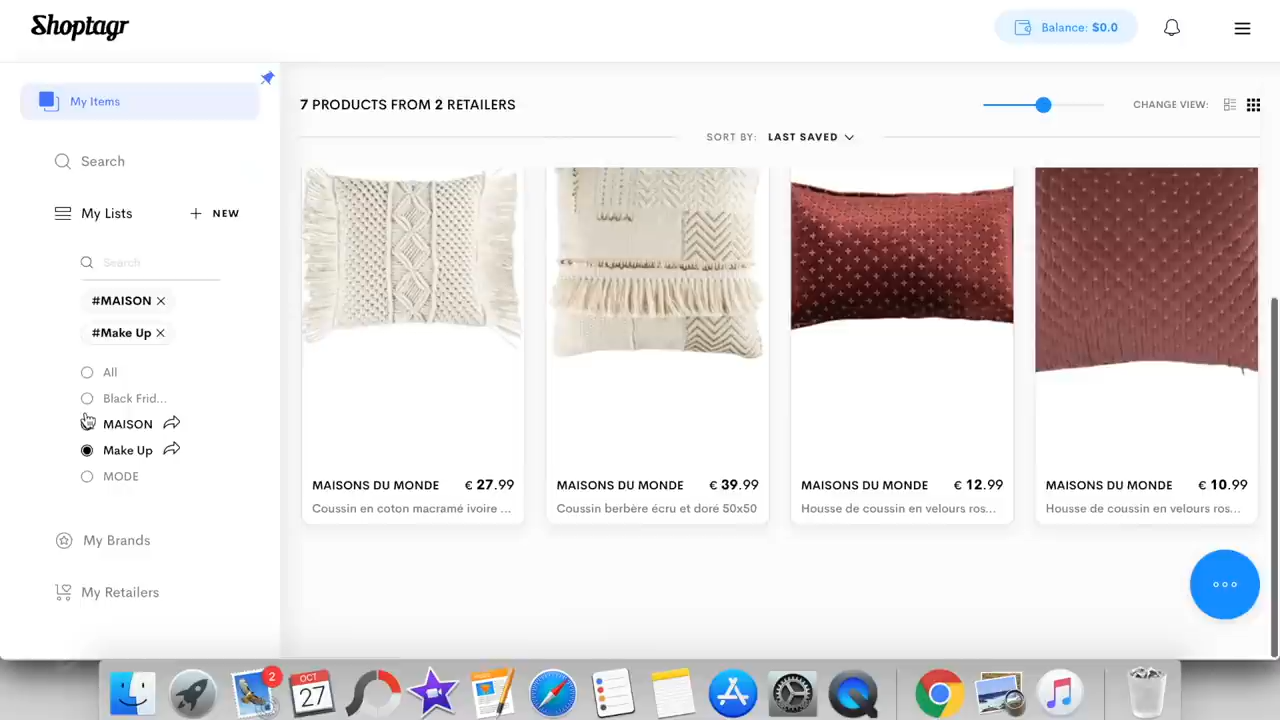 Shoptagr
Balance: $0.0
My Items
7 PRODUCTS FROM 2 RETAILERS
CHANGE VIEW:
SORT BY: LAST SAVED
Search
My Lists
+ NEW
Search
#MAISON ×
#Make Up ×
All
Black Frid...
MAISON
Make Up
MODE
My Brands
My Retailers
MAISONS DU MONDE € 27.99
Coussin en coton macramé ivoire ...
MAISONS DU MONDE € 39.99
Coussin berbère écru et doré 50x50
MAISONS DU MONDE € 12.99
Housse de coussin en velours ros...
MAISONS DU MONDE € 10.99
Housse de coussin en velours ros...
2
OCT
27